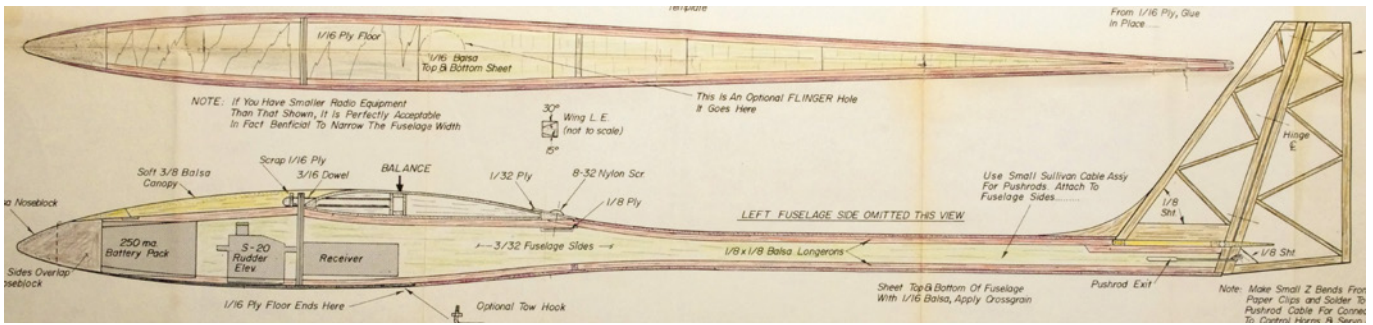 Template
From 1/16 Ply, Glue
In Place
1/16 Ply Floor
1/16 Balsa
Top & Bottom Sheet
NOTE: If You Have Smaller Radio Equipment
Than That Shown, It Is Perfectly Acceptable
In Fact Benficial To Narrow The Fuselage Width
This Is An Optional FLINGER Hole
It Goes Here
30°
Wing L.E.
(not to scale)
15°
Hinge
℄
Soft 3/8 Balsa
Canopy
Scrap 1/16 Ply
3/16 Dowel
BALANCE
1/32 Ply
8-32 Nylon Scr.
1/8 Ply
Use Small Sullivan Cable Assy
For Pushrods. Attach To
Fuselage Sides
LEFT FUSELAGE SIDE OMITTED THIS VIEW
1/8
Sht.
Noseblock
250 ma.
Battery Pack
S-20
Rudder
Elev.
Receiver
3/32 Fuselage Sides
1/8 x 1/8 Balsa Longerons
1/8 Sht
Sides Overlap
Noseblock
1/16 Ply Floor Ends Here
Optional Tow Hook
Sheet Top & Bottom Of Fuselage
With 1/16 Balsa, Apply Crossgrain
Pushrod Exit
Note: Make Small Z Bends From
Paper Clips and Solder To
Pushrod Cable For Connec
To Control Horns & Servo